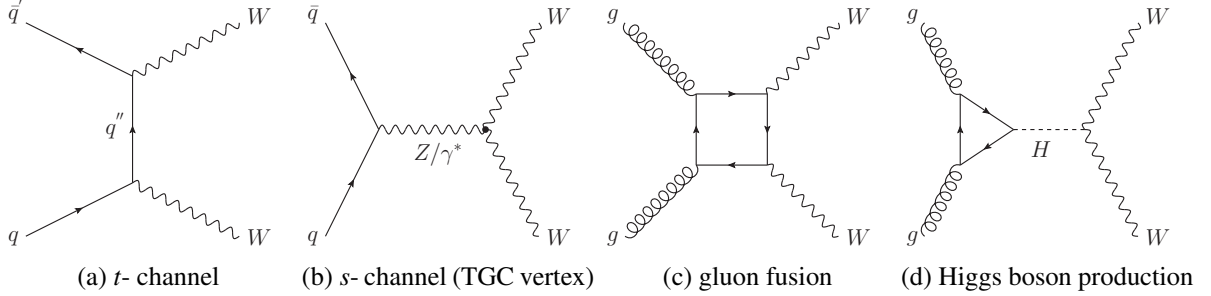 q̄′ W q̄ W g W g W
q″ Z/γ* H
q W q W g W g W
(a) t- channel (b) s- channel (TGC vertex) (c) gluon fusion (d) Higgs boson production